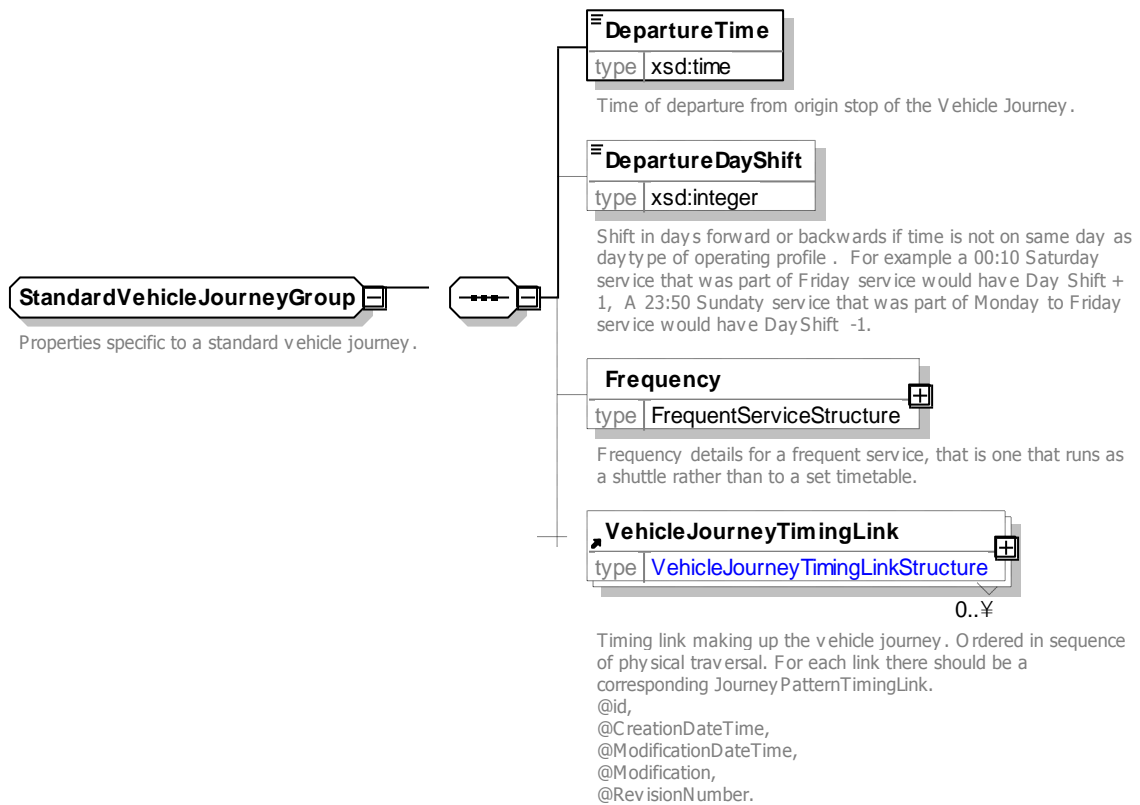 DepartureTime
type xsd:time
Time of departure from origin stop of the Vehicle Journey.
DepartureDayShift
type xsd:integer
Shift in days forward or backwards if time is not on same day as
daytype of operating profile . For example a 00:10 Saturday
service that was part of Friday service would have Day Shift +
1, A 23:50 Sundaty service that was part of Monday to Friday
service would have DayShift -1.
StandardVehicleJourneyGroup
Properties specific to a standard vehicle journey.
Frequency
type FrequentServiceStructure
Frequency details for a frequent service, that is one that runs as
a shuttle rather than to a set timetable.
VehicleJourneyTimingLink
type VehicleJourneyTimingLinkStructure
0..¥
Timing link making up the vehicle journey. Ordered in sequence
of physical traversal. For each link there should be a
corresponding JourneyPatternTimingLink.
@id,
@CreationDateTime,
@ModificationDateTime,
@Modification,
@RevisionNumber.